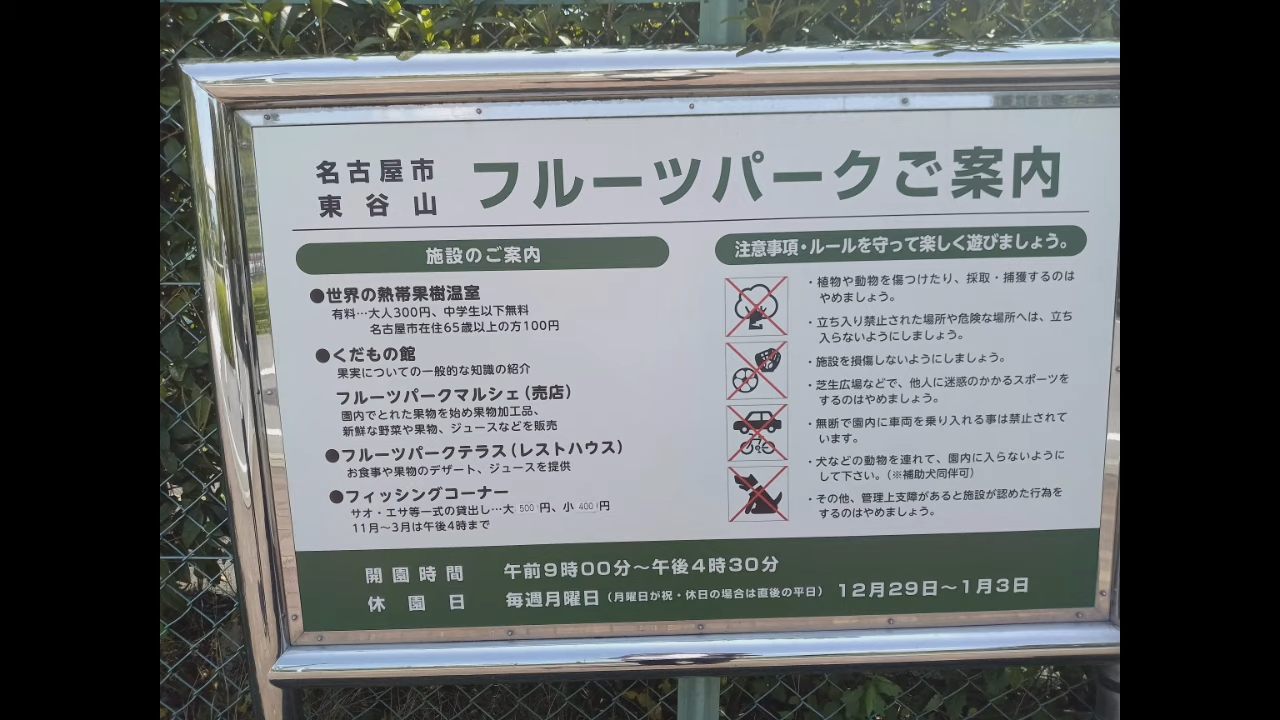 名古屋市
東谷山
フルーツパークご案内
施設のご案内
●世界の熱帯果樹温室
有料…大人300円、中学生以下無料
名古屋市在住65歳以上の方100円
●くだもの館
果実についての一般的な知識の紹介
フルーツパークマルシェ(売店)
園内でとれた果物を始め果物加工品、
新鮮な野菜や果物、ジュースなどを販売
●フルーツパークテラス(レストハウス)
お食事や果物のデザート、ジュースを提供
●フィッシングコーナー
サオ・エサ等一式の貸出し…大 500 円、小 400 円
11月〜3月は午後4時まで
注意事項・ルールを守って楽しく遊びましょう。
・植物や動物を傷つけたり、採取・捕獲するのは
やめましょう。
・立ち入り禁止された場所や危険な場所へは、立ち
入らないようにしましょう。
・施設を損傷しないようにしましょう。
・芝生広場などで、他人に迷惑のかかるスポーツを
するのはやめましょう。
・無断で園内に車両を乗り入れる事は禁止されて
います。
・犬などの動物を連れて、園内に入らないように
して下さい。(※補助犬同伴可)
・その他、管理上支障があると施設が認めた行為を
するのはやめましょう。
開園時間 午前9時00分〜午後4時30分
休園日 毎週月曜日(月曜日が祝・休日の場合は直後の平日) 12月29日〜1月3日